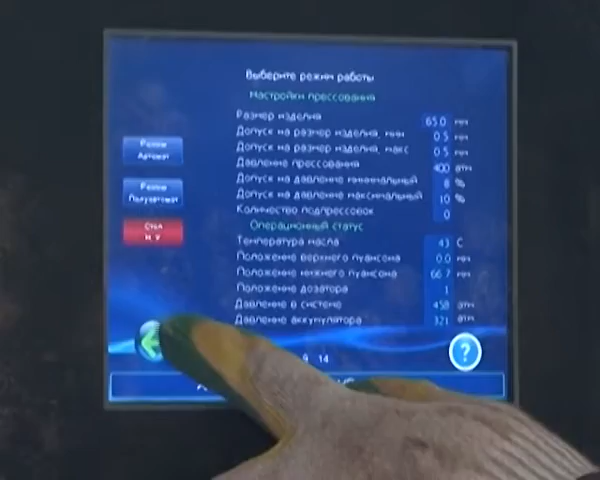 Выберите режим работы
Настройки прессования
Размер изделия 65.0 мм
Допуск на размер изделия, мин 0.5 мм
Допуск на размер изделия, макс 0.5 мм
Давление прессования 400 атм
Допуск на давление минимальный 8 %
Допуск на давление максимальный 10 %
Количество подпрессовок 0
Операционный статус
Температура масла 43 C
Положение верхнего пуансона 0.0 мм
Положение нижнего пуансона 66.7 мм
Положение дозатора 1
Давление в системе 458 атм
Давление аккумулятора 321 атм
Режим
Автомат
Режим
Полуавтомат
14
?